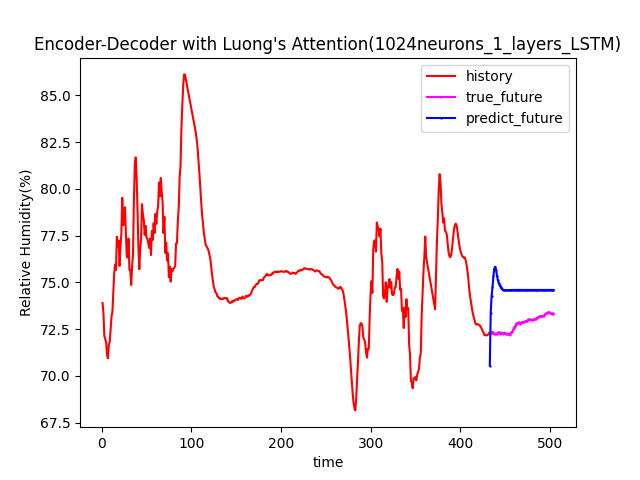 Encoder-Decoder with Luong's Attention(1024neurons_1_layers_LSTM)
history
true_future
predict_future
85.0
82.5
80.0
77.5
75.0
72.5
70.0
67.5
Relative Humidity(%)
0 100 200 300 400 500
time